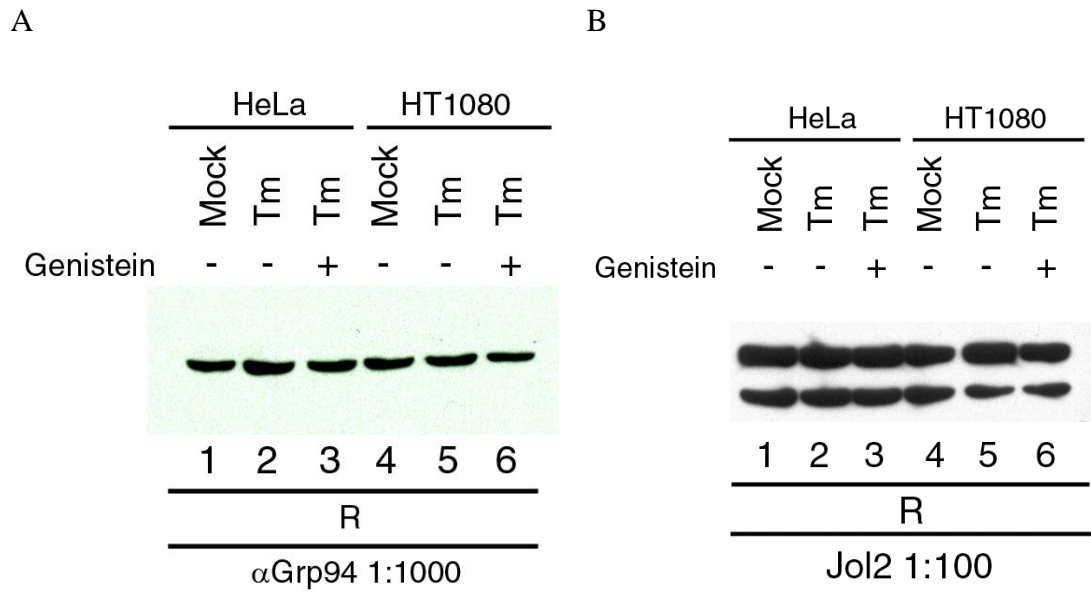 A
HeLa HT1080
Mock Tm Tm Mock Tm Tm
Genistein - - + - - +
1 2 3 4 5 6
R
αGrp94 1:1000
B
HeLa HT1080
Mock Tm Tm Mock Tm Tm
Genistein - - + - - +
1 2 3 4 5 6
R
Jol2 1:100